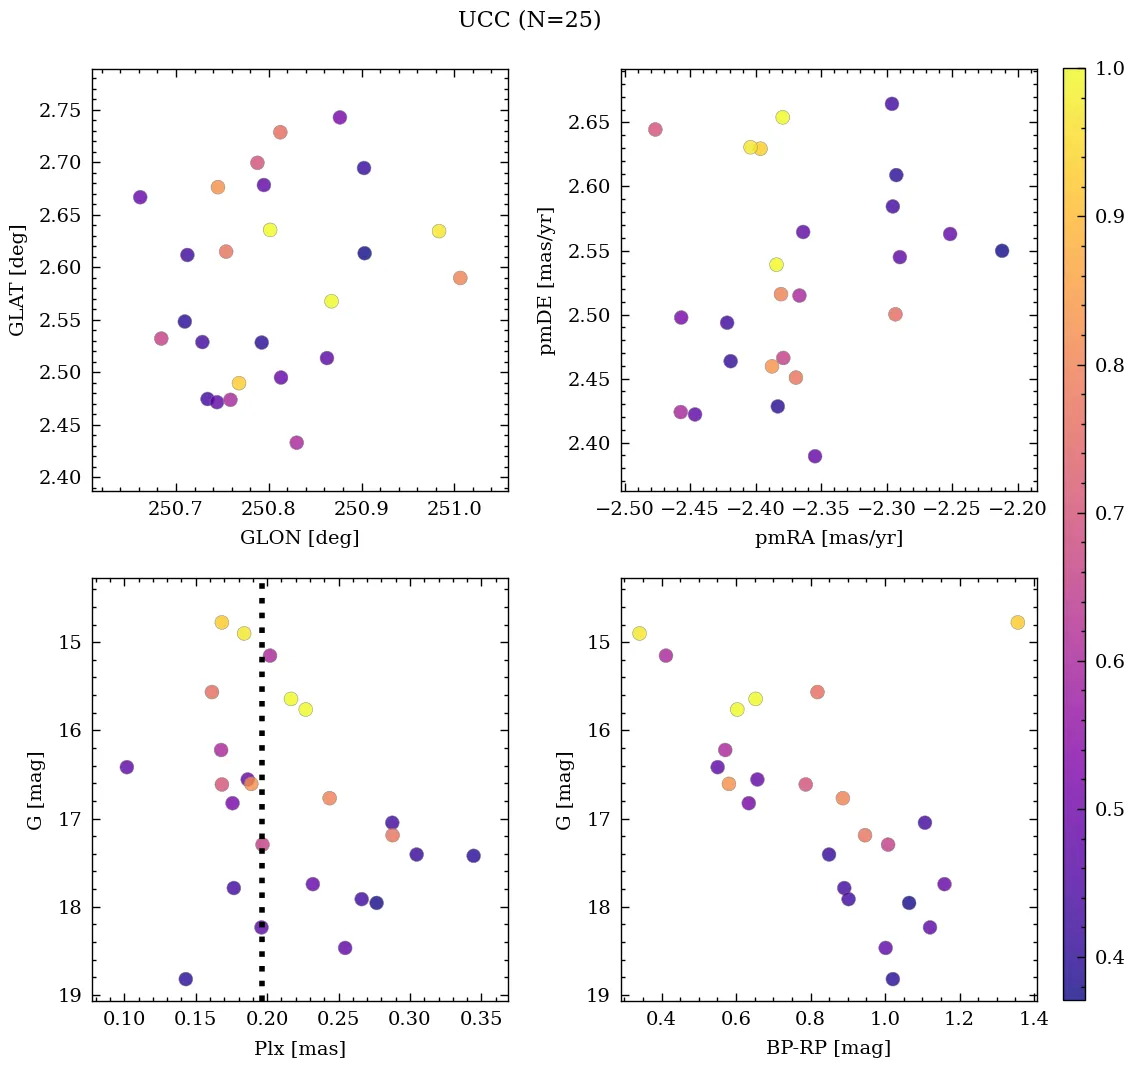 UCC (N=25)
2.75
2.70
2.65
2.60
2.55
2.50
2.45
2.40
GLAT [deg]
250.7 250.8 250.9 251.0
GLON [deg]
2.65
2.60
2.55
2.50
2.45
2.40
pmDE [mas/yr]
−2.50 −2.45 −2.40 −2.35 −2.30 −2.25 −2.20
pmRA [mas/yr]
15
16
17
18
19
G [mag]
0.10 0.15 0.20 0.25 0.30 0.35
Plx [mas]
15
16
17
18
19
G [mag]
0.4 0.6 0.8 1.0 1.2 1.4
BP-RP [mag]
1.0
0.9
0.8
0.7
0.6
0.5
0.4